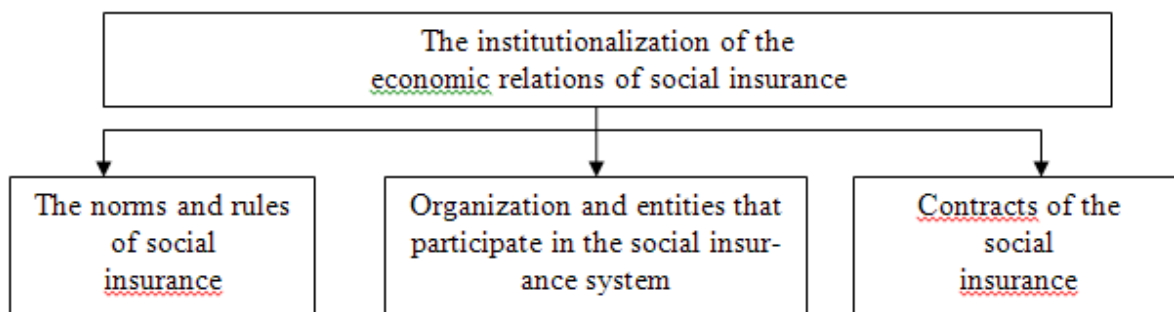 The institutionalization of the
economic relations of social insurance
The norms and rules
of social
insurance
Organization and entities that
participate in the social insur-
ance system
Contracts of the
social
insurance